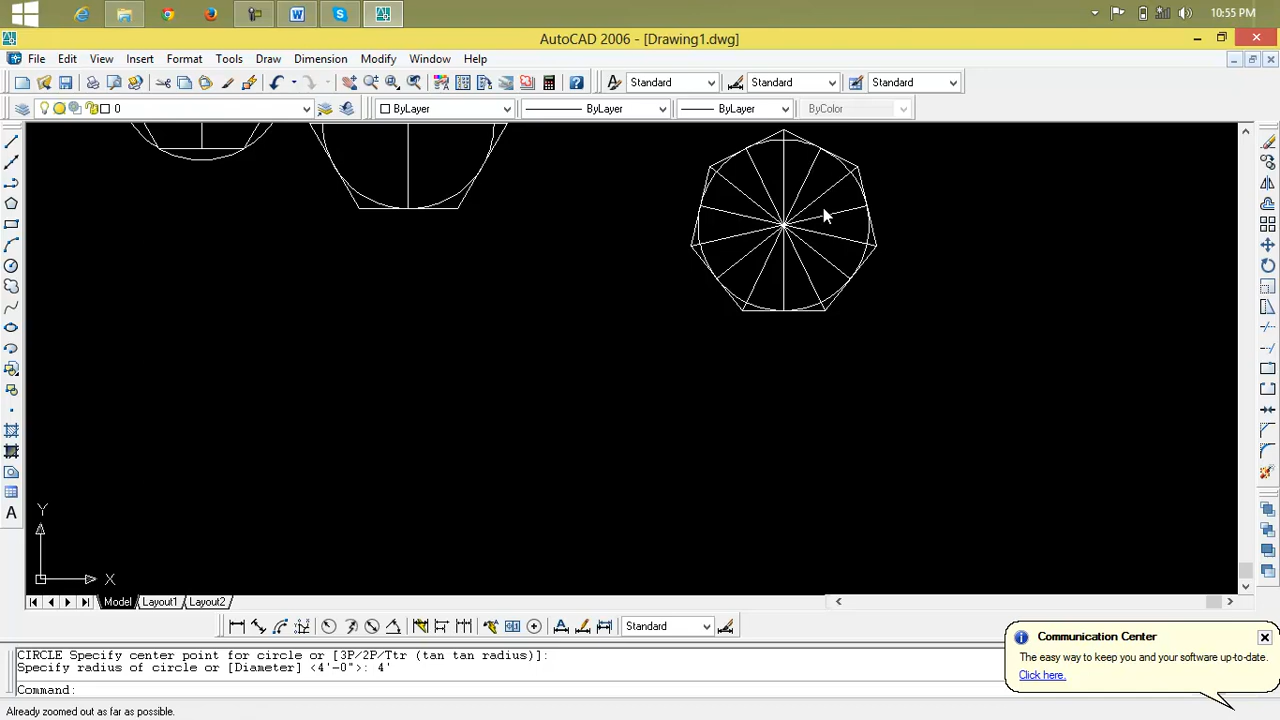 10:55 PM
AutoCAD 2006 - [Drawing1.dwg]
File Edit View Insert Format Tools Draw Dimension Modify Window Help
Standard Standard Standard
0 ByLayer ByLayer ByLayer ByColor
A
Y
X
Model Layout1 Layout2
Standard
CIRCLE Specify center point for circle or [3P/2P/Ttr (tan tan radius)]:
Specify radius of circle or [Diameter] <4'-0">: 4'
Command:
Communication Center
The easy way to keep you and your software up-to-date.
Click here.
Already zoomed out as far as possible.